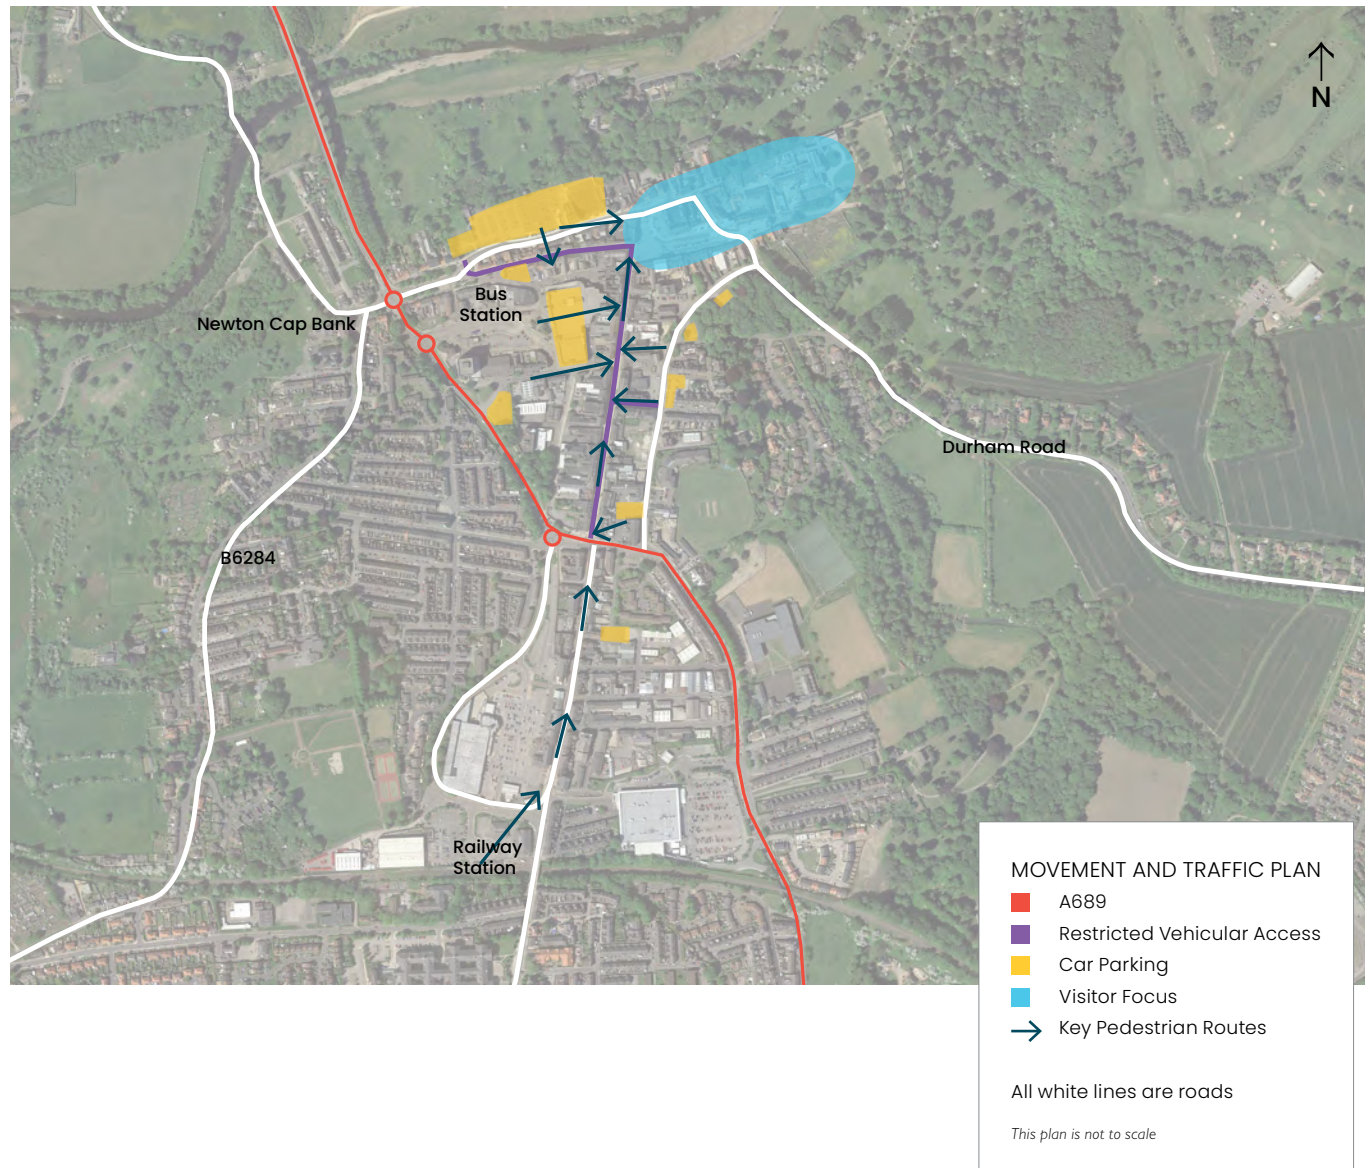 N
Bus
Station
Newton Cap Bank
Durham Road
B6284
Railway
Station
MOVEMENT AND TRAFFIC PLAN
A689
Restricted Vehicular Access
Car Parking
Visitor Focus
Key Pedestrian Routes
All white lines are roads
This plan is not to scale